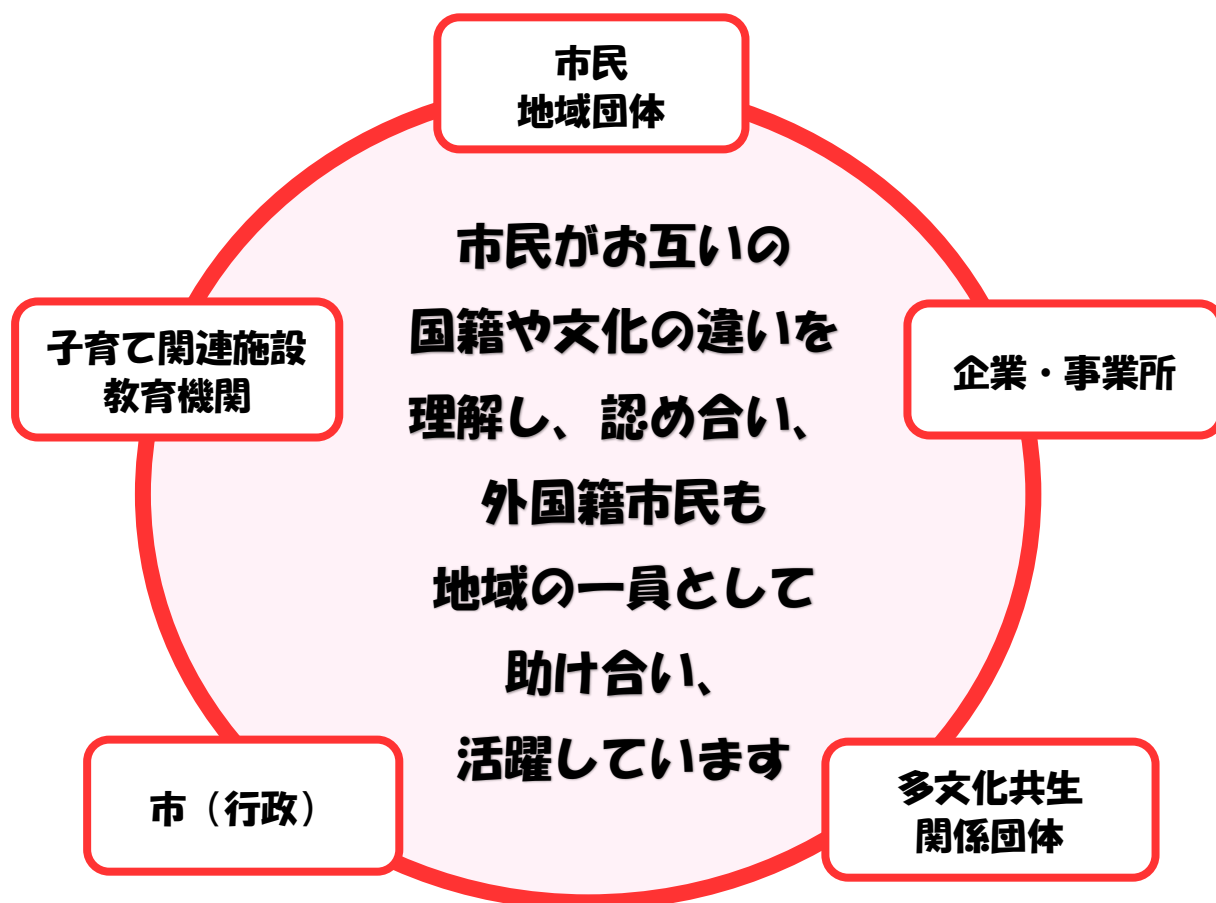 市民
地域団体
市民がお互いの
国籍や文化の違いを
理解し、認め合い、
外国籍市民も
地域の一員として
助け合い、
活躍しています
子育て関連施設
教育機関
企業・事業所
市（行政）
多文化共生
関係団体